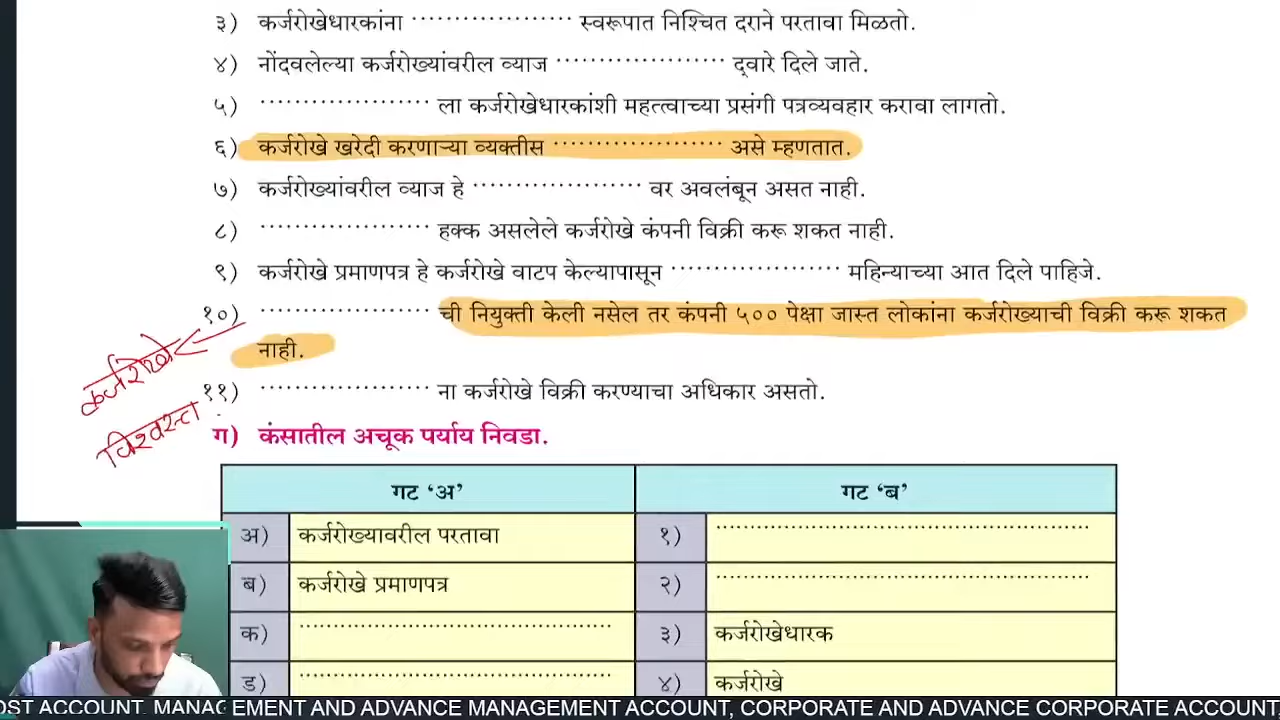 ३) कर्जरोखेधारकांना ................... स्वरूपात निश्चित दराने परतावा मिळतो.
४) नोंदवलेल्या कर्जरोख्यांवरील व्याज .................... द्वारे दिले जाते.
५) .................... ला कर्जरोखेधारकांशी महत्त्वाच्या प्रसंगी पत्रव्यवहार करावा लागतो.
६) कर्जरोखे खरेदी करणाऱ्या व्यक्तीस .................... असे म्हणतात.
७) कर्जरोख्यांवरील व्याज हे .................... वर अवलंबून असत नाही.
८) .................... हक्क असलेले कर्जरोखे कंपनी विक्री करू शकत नाही.
९) कर्जरोखे प्रमाणपत्र हे कर्जरोखे वाटप केल्यापासून .................... महिन्याच्या आत दिले पाहिजे.
१०) .................... ची नियुक्ती केली नसेल तर कंपनी ५०० पेक्षा जास्त लोकांना कर्जरोख्याची विक्री करू शकत
नाही.
कर्जरोखे
विश्वस्त
११) .................... ना कर्जरोखे विक्री करण्याचा अधिकार असतो.
ग) कंसातील अचूक पर्याय निवडा.
गट ‘अ’ गट ‘ब’
अ) कर्जरोख्यावरील परतावा १) ....................
ब) कर्जरोखे प्रमाणपत्र २) ....................
क) .................... ३) कर्जरोखेधारक
ड) .................... ४) कर्जरोखे
OST ACCOUNT, MANAGEMENT AND ADVANCE MANAGEMENT ACCOUNT, CORPORATE AND ADVANCE CORPORATE ACCOUNT